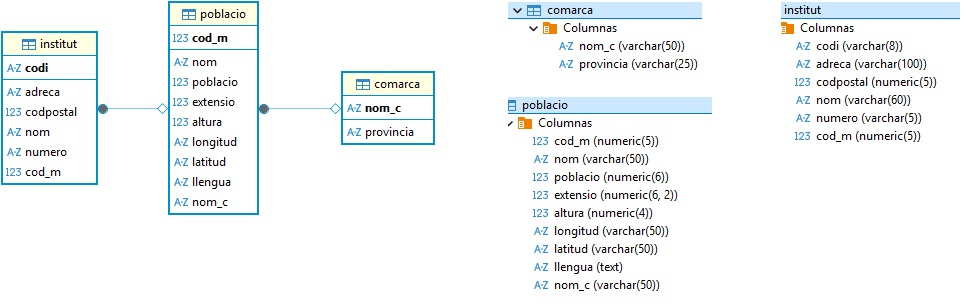 institut
codi
A-Z adreca
123 codpostal
A-Z nom
A-Z numero
123 cod_m
poblacio
123 cod_m
A-Z nom
123 poblacio
123 extensio
123 altura
A-Z longitud
A-Z latitud
A-Z llengua
A-Z nom_c
comarca
A-Z nom_c
A-Z provincia
comarca
Columnas
A-Z nom_c (varchar(50))
A-Z provincia (varchar(25))
poblacio
Columnas
123 cod_m (numeric(5))
A-Z nom (varchar(50))
123 poblacio (numeric(6))
123 extensio (numeric(6, 2))
123 altura (numeric(4))
A-Z longitud (varchar(50))
A-Z latitud (varchar(50))
A-Z llengua (text)
A-Z nom_c (varchar(50))
institut
Columnas
A-Z codi (varchar(8))
A-Z adreca (varchar(100))
123 codpostal (numeric(5))
A-Z nom (varchar(60))
A-Z numero (varchar(5))
123 cod_m (numeric(5))